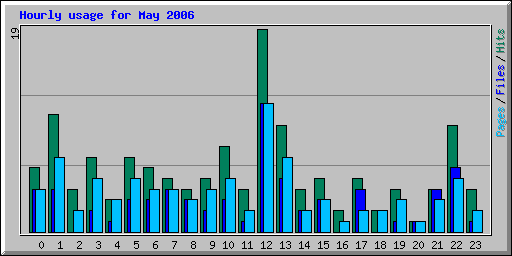 Hourly usage for May 2006
19
Pages / Files / Hits
0 1 2 3 4 5 6 7 8 9 10 11 12 13 14 15 16 17 18 19 20 21 22 23